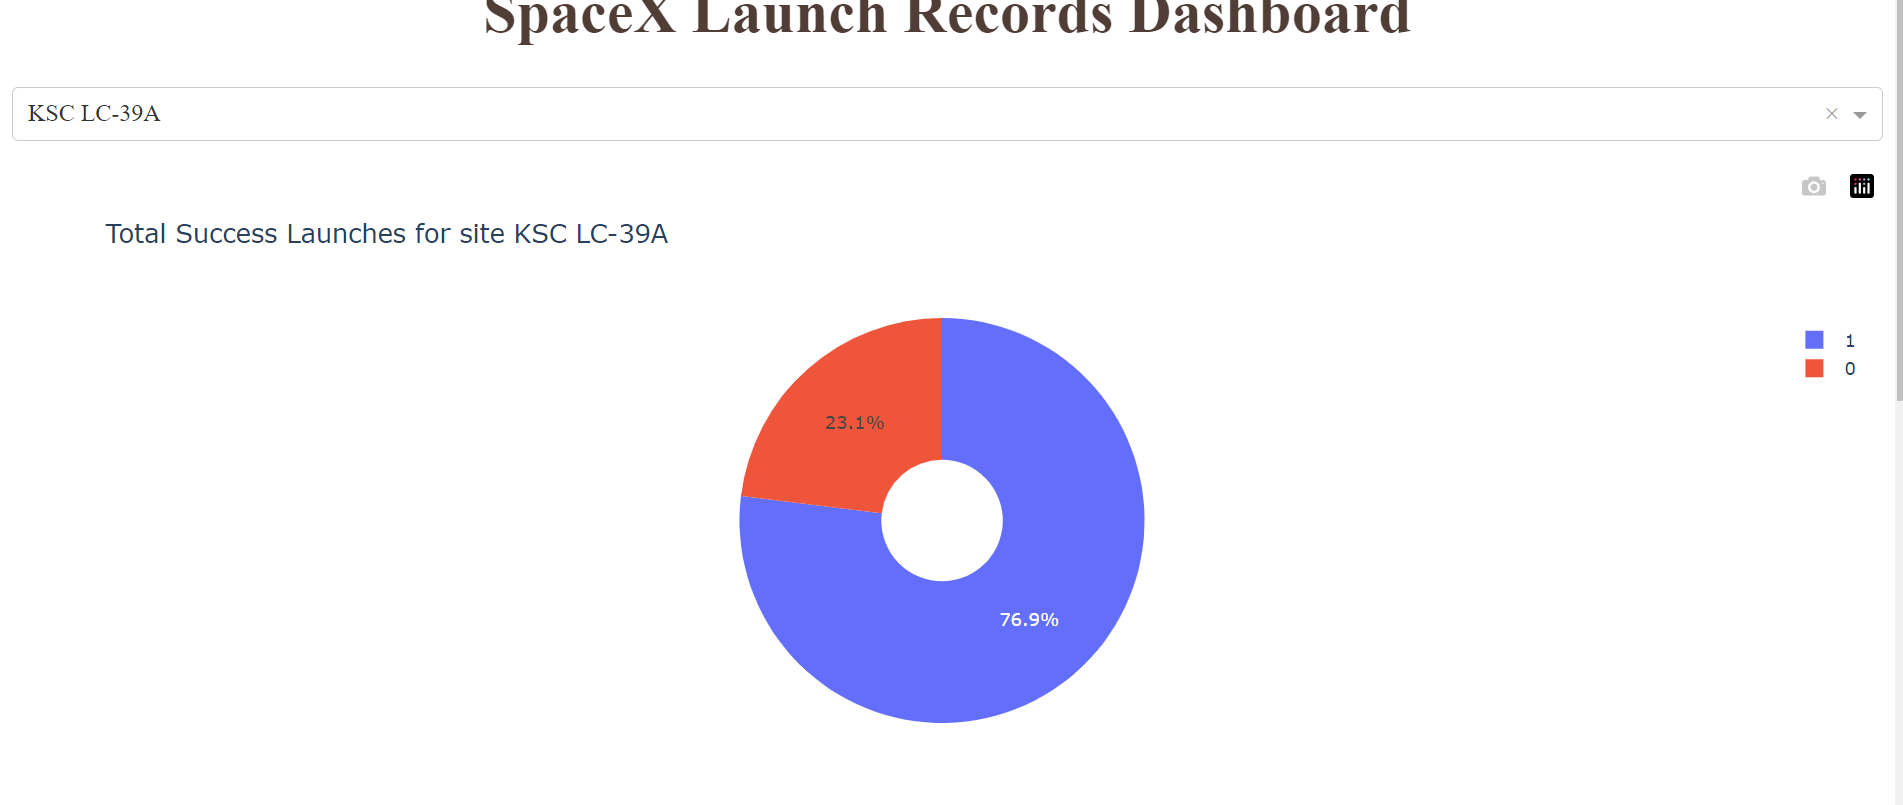 SpaceX Launch Records Dashboard
KSC LC-39A
Total Success Launches for site KSC LC-39A
1
0
23.1%
76.9%